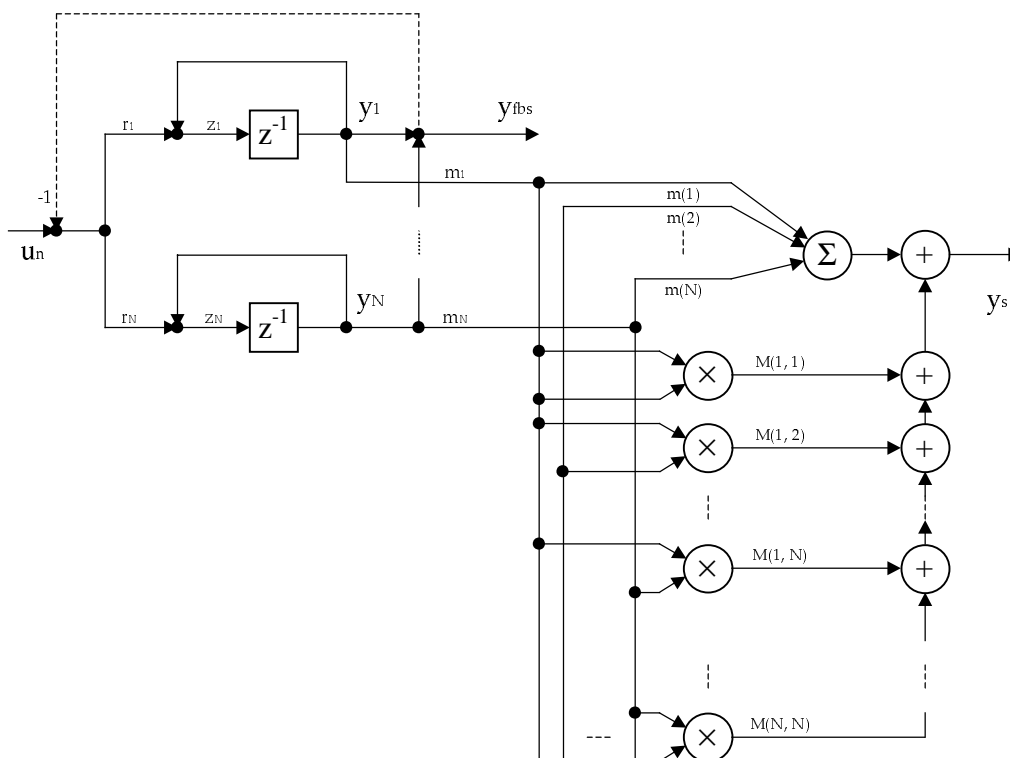 y1
yfbs
r1
z1
z-1
m1
-1
m(1)
m(2)
un
Σ
+
m(N)
ys
yN
rN
zN
z-1
mN
×
M(1, 1)
+
×
M(1, 2)
+
×
M(1, N)
+
×
M(N, N)